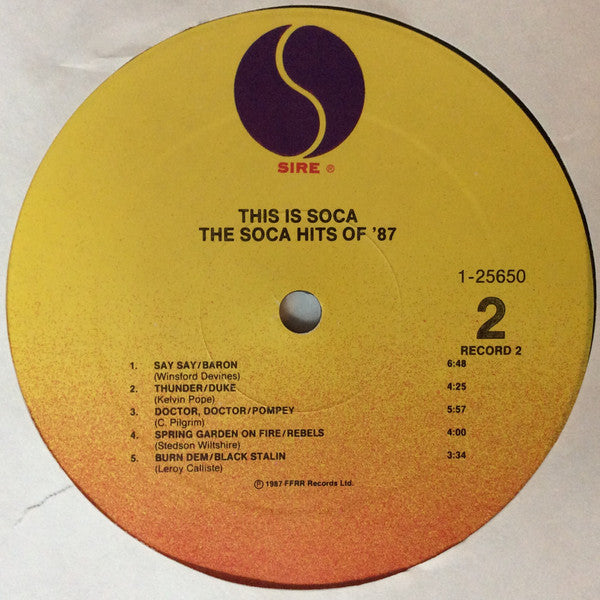 SIRE ®
THIS IS SOCA
THE SOCA HITS OF '87
1-25650
2
RECORD 2
1. SAY SAY/BARON 6:48
(Winsford Devines)
2. THUNDER/DUKE 4:25
(Kelvin Pope)
3. DOCTOR, DOCTOR/POMPEY 5:57
(C. Pilgrim)
4. SPRING GARDEN ON FIRE/REBELS 4:00
(Stedson Wiltshire)
5. BURN DEM/BLACK STALIN 3:34
(Leroy Calliste)
℗ 1987 FFRR Records Ltd.